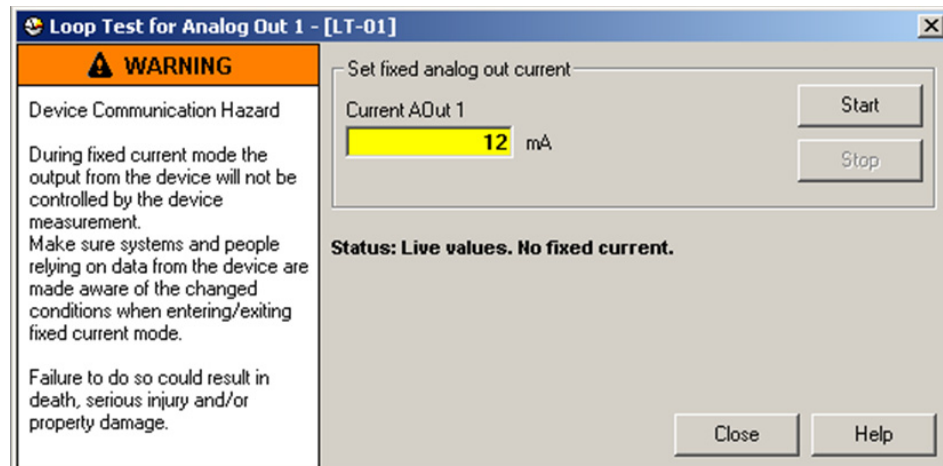 Loop Test for Analog Out 1 - [LT-01]
WARNING
Device Communication Hazard
During fixed current mode the
output from the device will not be
controlled by the device
measurement.
Make sure systems and people
relying on data from the device are
made aware of the changed
conditions when entering/exiting
fixed current mode.
Failure to do so could result in
death, serious injury and/or
property damage.
Set fixed analog out current
Current AOut 1
12 mA
Start
Stop
Status: Live values. No fixed current.
Close
Help